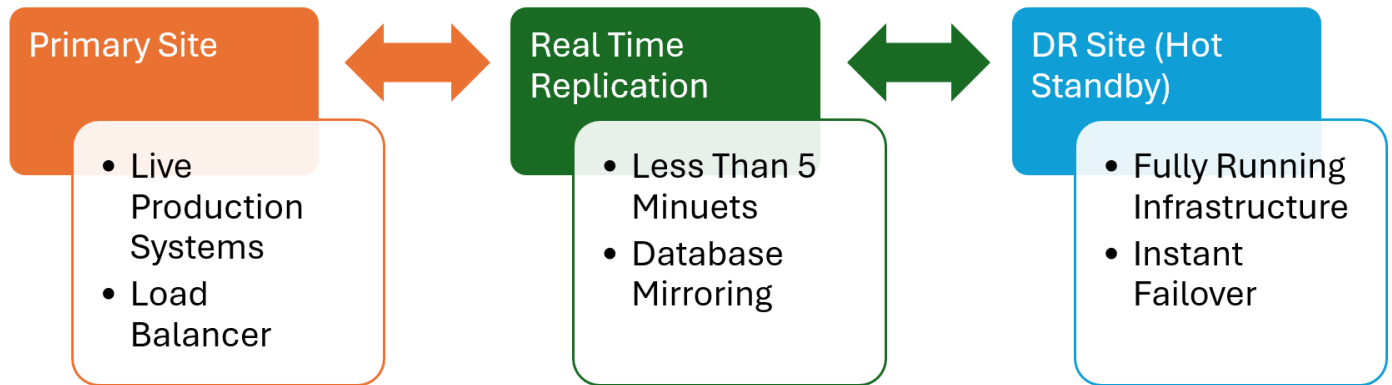 Primary Site
• Live
Production
Systems
• Load
Balancer
Real Time
Replication
• Less Than 5
Minuets
• Database
Mirroring
DR Site (Hot
Standby)
• Fully Running
Infrastructure
• Instant
Failover